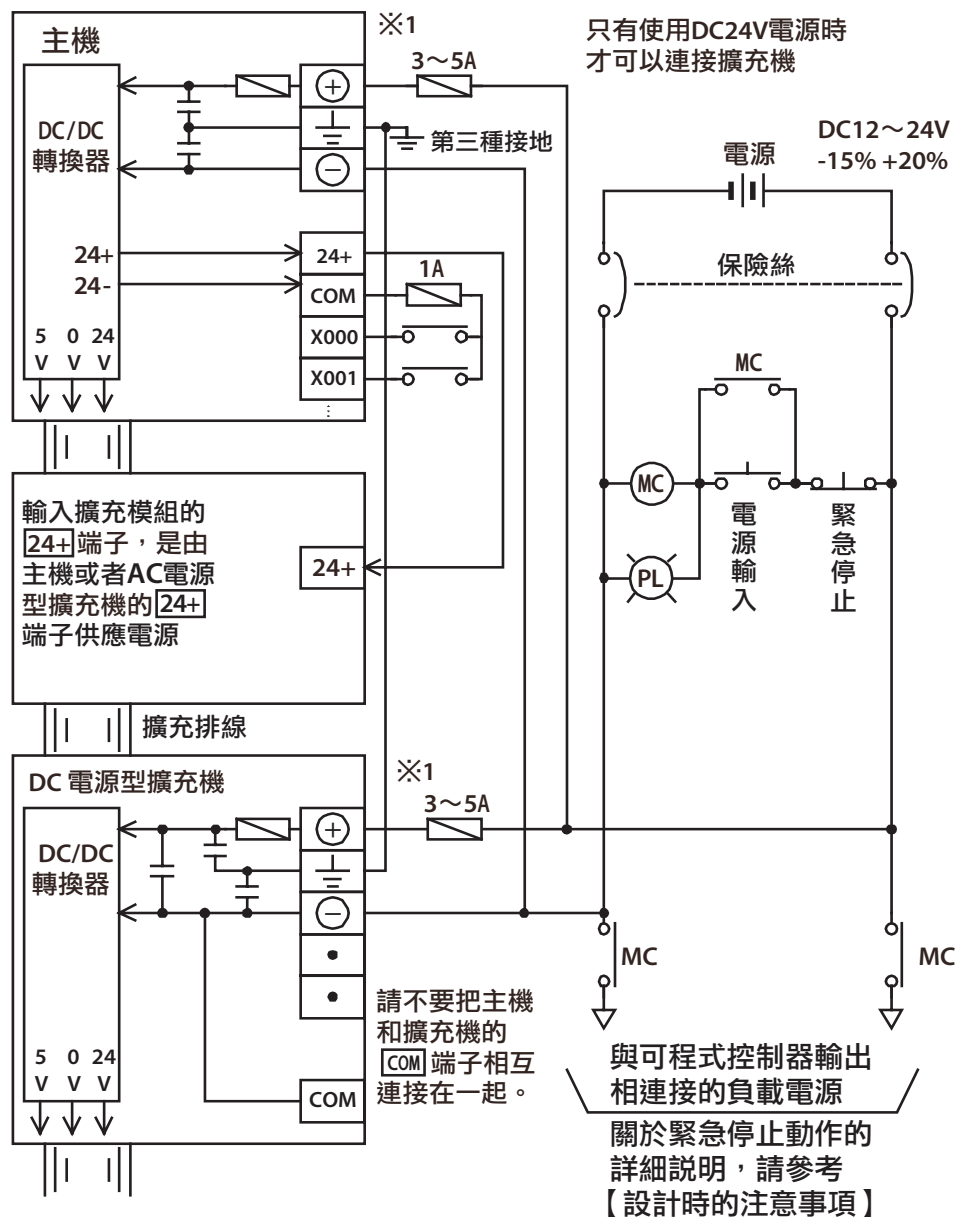 主機
※1
3～5A
只有使用DC24V電源時
才可以連接擴充機
DC/DC
轉換器
第三種接地
電源
DC12～24V
-15% +20%
24+
24-
24+
COM
X000
X001
1A
保險絲
5 0 24
V V V
MC
MC
電源輸入
緊急停止
PL
輸入擴充模組的
24+端子，是由
主機或者AC電源
型擴充機的24+
端子供應電源
24+
擴充排線
DC 電源型擴充機
※1
3～5A
DC/DC
轉換器
MC
MC
請不要把主機
和擴充機的
COM端子相互
連接在一起。
5 0 24
V V V
COM
與可程式控制器輸出
相連接的負載電源
關於緊急停止動作的
詳細説明，請參考
【設計時的注意事項】